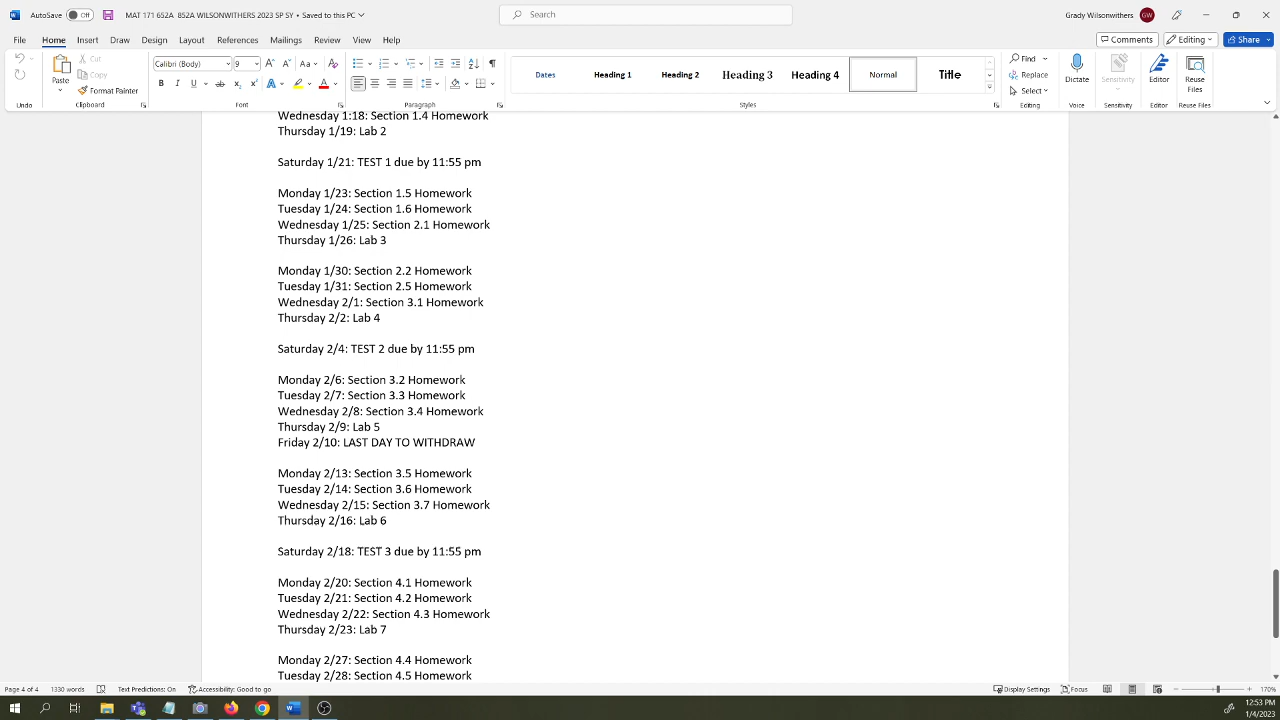 AutoSave Off MAT 171 652A 852A WILSONWITHERS 2023 SP SY • Saved to this PC Search Grady Wilsonwithers GW
File Home Insert Draw Design Layout References Mailings Review View Help Comments Editing Share
Paste Cut Copy Format Painter Calibri (Body) 9 Dates Heading 1 Heading 2 Heading 3 Heading 4 Normal Title Find Replace Select Sensitivity Dictate Editor Reuse Files
Undo Clipboard Font Paragraph Styles Editing Voice Sensitivity Editor Reuse Files
Wednesday 1:18: Section 1.4 Homework
Thursday 1/19: Lab 2
Saturday 1/21: TEST 1 due by 11:55 pm
Monday 1/23: Section 1.5 Homework
Tuesday 1/24: Section 1.6 Homework
Wednesday 1/25: Section 2.1 Homework
Thursday 1/26: Lab 3
Monday 1/30: Section 2.2 Homework
Tuesday 1/31: Section 2.5 Homework
Wednesday 2/1: Section 3.1 Homework
Thursday 2/2: Lab 4
Saturday 2/4: TEST 2 due by 11:55 pm
Monday 2/6: Section 3.2 Homework
Tuesday 2/7: Section 3.3 Homework
Wednesday 2/8: Section 3.4 Homework
Thursday 2/9: Lab 5
Friday 2/10: LAST DAY TO WITHDRAW
Monday 2/13: Section 3.5 Homework
Tuesday 2/14: Section 3.6 Homework
Wednesday 2/15: Section 3.7 Homework
Thursday 2/16: Lab 6
Saturday 2/18: TEST 3 due by 11:55 pm
Monday 2/20: Section 4.1 Homework
Tuesday 2/21: Section 4.2 Homework
Wednesday 2/22: Section 4.3 Homework
Thursday 2/23: Lab 7
Monday 2/27: Section 4.4 Homework
Tuesday 2/28: Section 4.5 Homework
Page 4 of 4 1330 words Text Predictions: On Accessibility: Good to go Display Settings Focus 170%
12:53 PM
1/4/2023